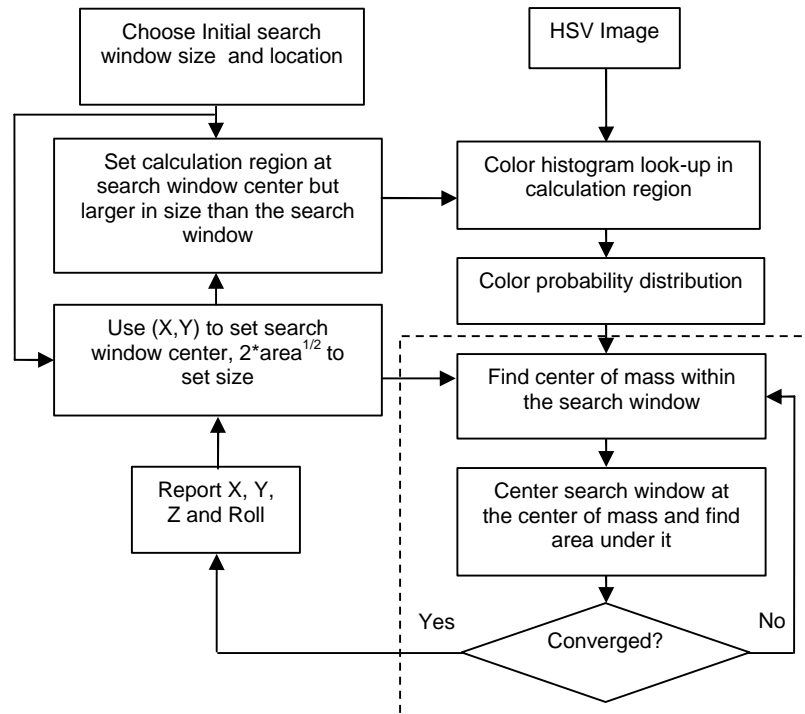 Choose Initial search
window size and location
HSV Image
Set calculation region at
search window center but
larger in size than the search
window
Color histogram look-up in
calculation region
Color probability distribution
Use (X,Y) to set search
window center, 2*area^1/2 to
set size
Find center of mass within
the search window
Report X, Y,
Z and Roll
Center search window at
the center of mass and find
area under it
Yes
Converged?
No